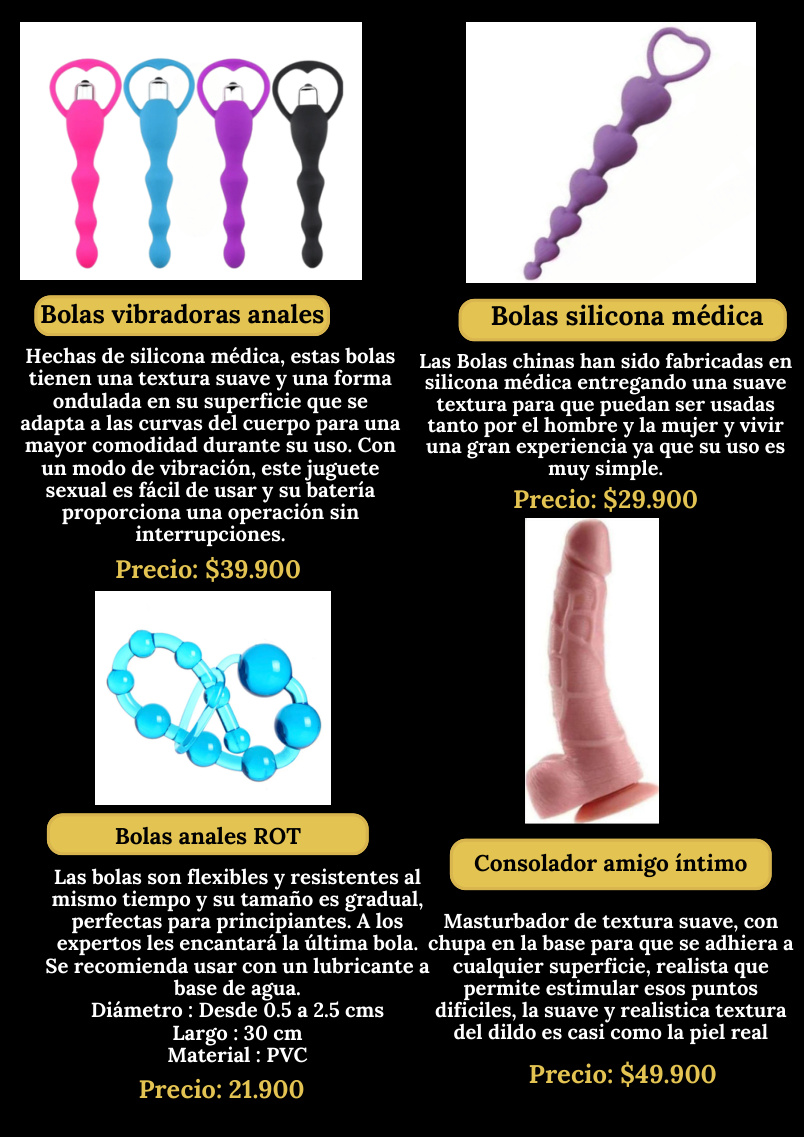 Bolas vibradoras anales
Hechas de silicona médica, estas bolas
tienen una textura suave y una forma
ondulada en su superficie que se
adapta a las curvas del cuerpo para una
mayor comodidad durante su uso. Con
un modo de vibración, este juguete
sexual es fácil de usar y su batería
proporciona una operación sin
interrupciones.
Precio: $39.900
Bolas silicona médica
Las Bolas chinas han sido fabricadas en
silicona médica entregando una suave
textura para que puedan ser usadas
tanto por el hombre y la mujer y vivir
una gran experiencia ya que su uso es
muy simple.
Precio: $29.900
Bolas anales ROT
Las bolas son flexibles y resistentes al
mismo tiempo y su tamaño es gradual,
perfectas para principiantes. A los
expertos les encantará la última bola.
Se recomienda usar con un lubricante a
base de agua.
Diámetro : Desde 0.5 a 2.5 cms
Largo : 30 cm
Material : PVC
Precio: 21.900
Consolador amigo íntimo
Masturbador de textura suave, con
chupa en la base para que se adhiera a
cualquier superficie, realista que
permite estimular esos puntos
dificiles, la suave y realistica textura
del dildo es casi como la piel real
Precio: $49.900